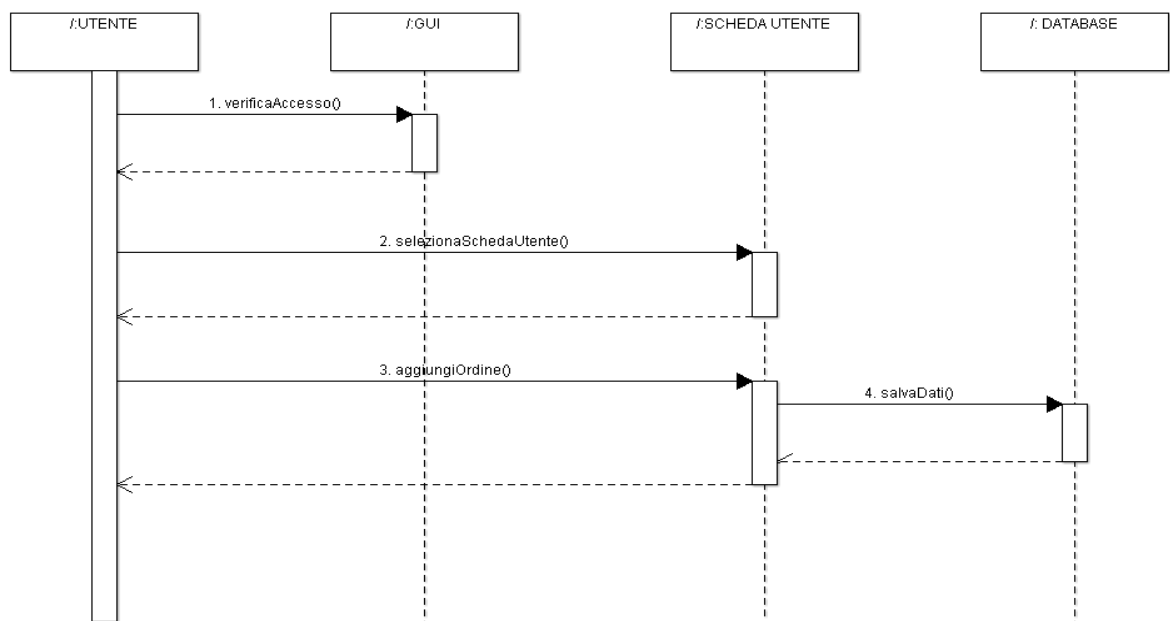 /:UTENTE
/:GUI
/:SCHEDA UTENTE
/: DATABASE
1. verificaAccesso()
2. selezionaSchedaUtente()
3. aggiungiOrdine()
4. salvaDati()